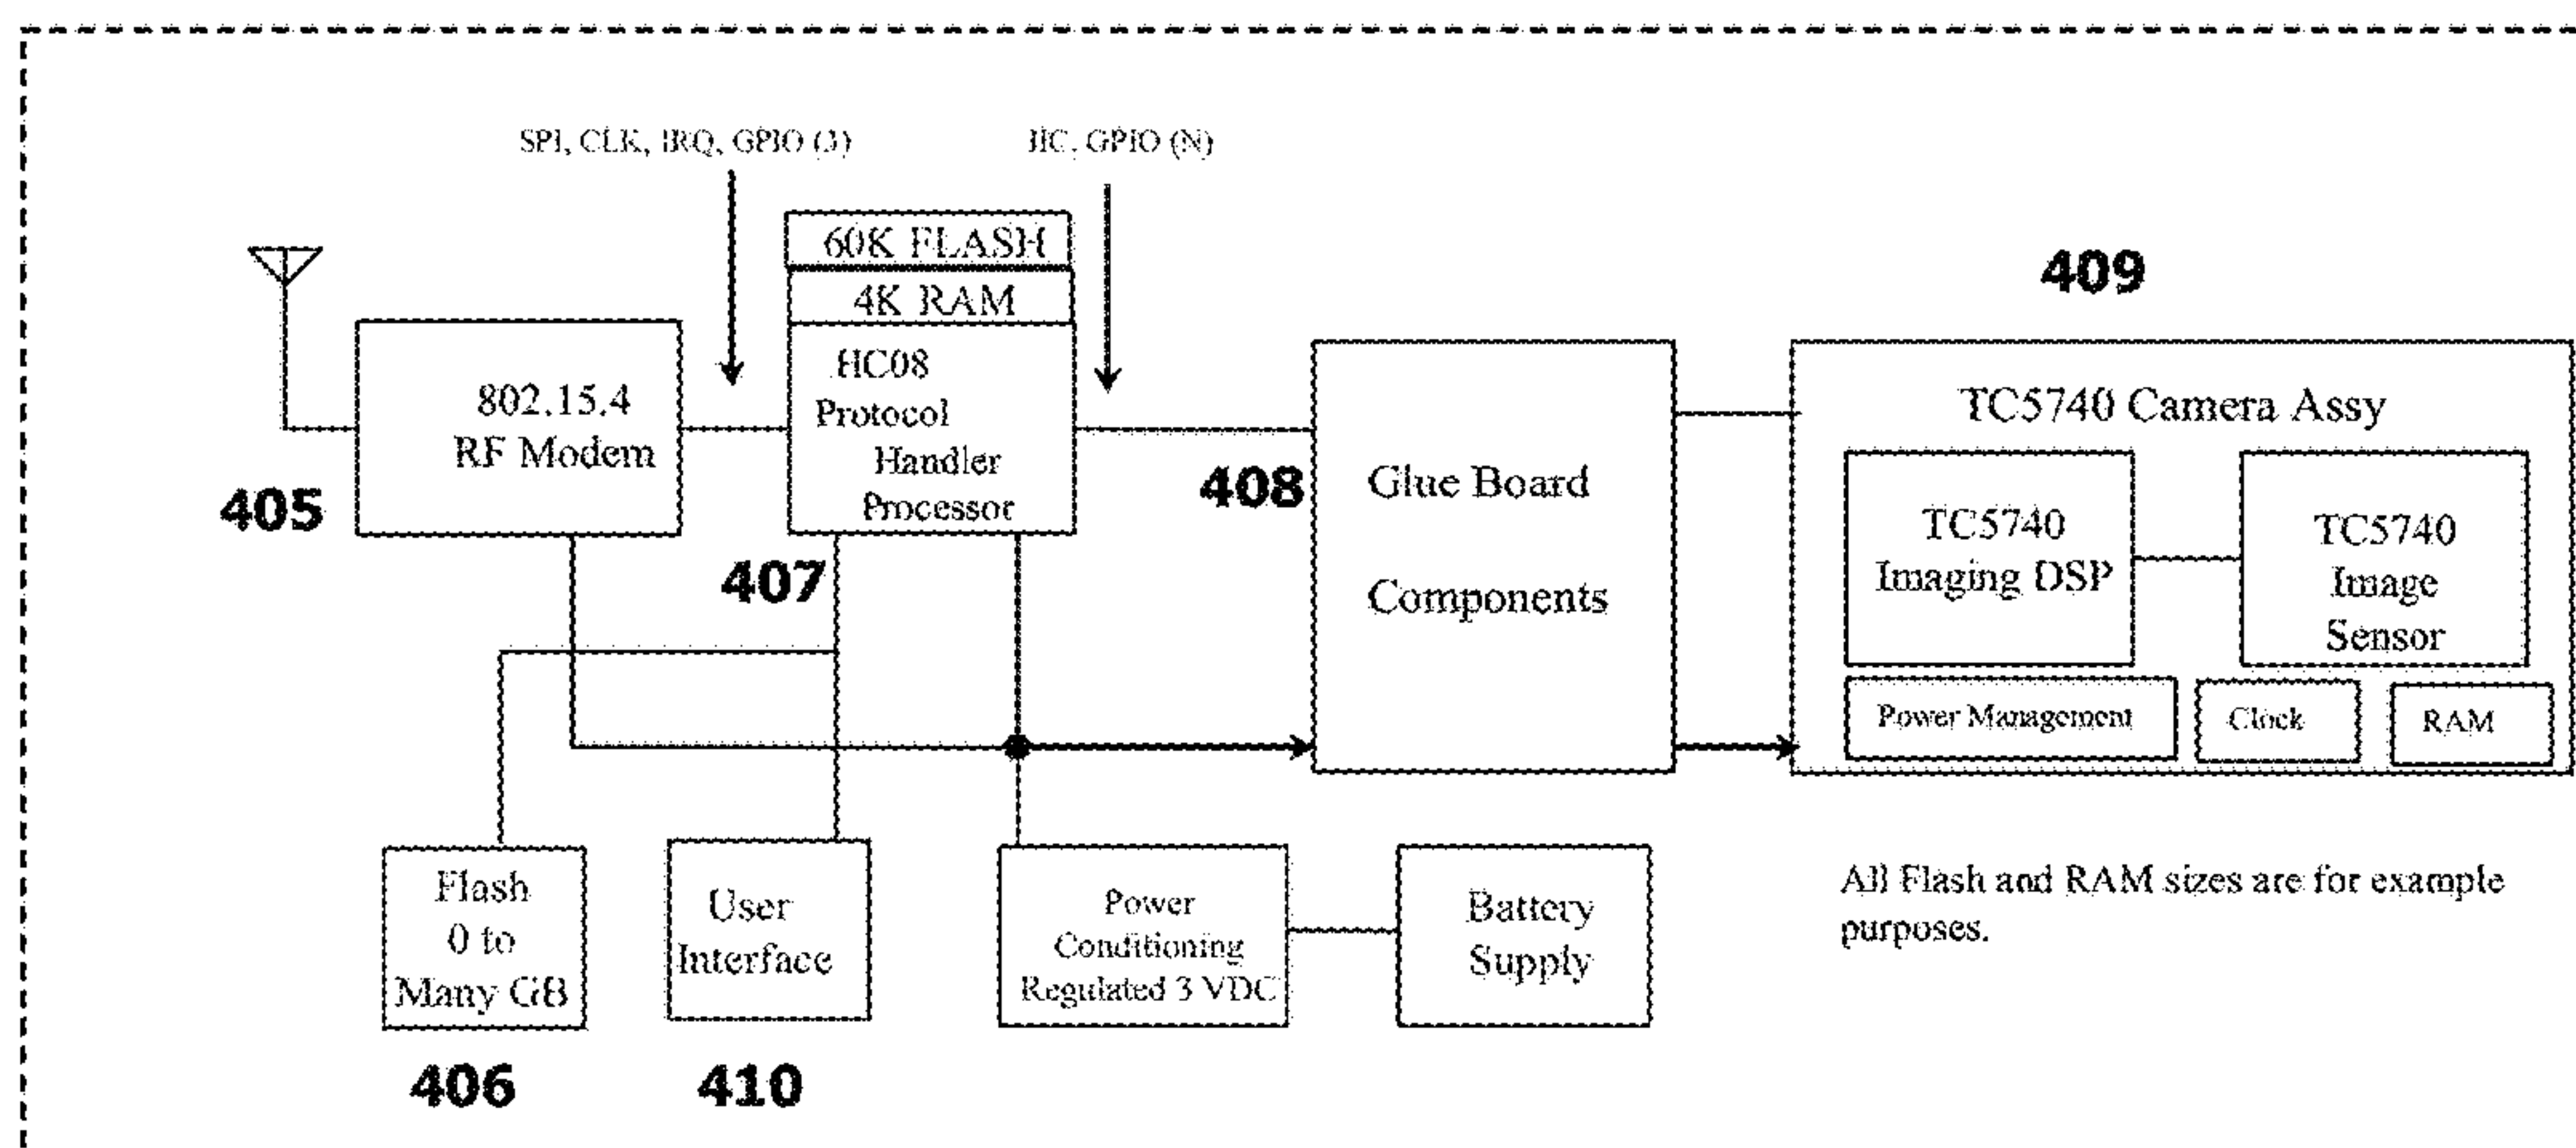 SPI, CLK, IRQ, GPIO (3)
IIC, GPIO (N)
60K FLASH
4K RAM
HC08
Protocol
Handler
Processor
802.15.4
RF Modem
405
407
408
Glue Board
Components
409
TC5740 Camera Assy
TC5740
Imaging DSP
TC5740
Image
Sensor
Power Management
Clock
RAM
Flash
0 to
Many GB
406
User
Interface
410
Power
Conditioning
Regulated 3 VDC
Battery
Supply
All Flash and RAM sizes are for example
purposes.